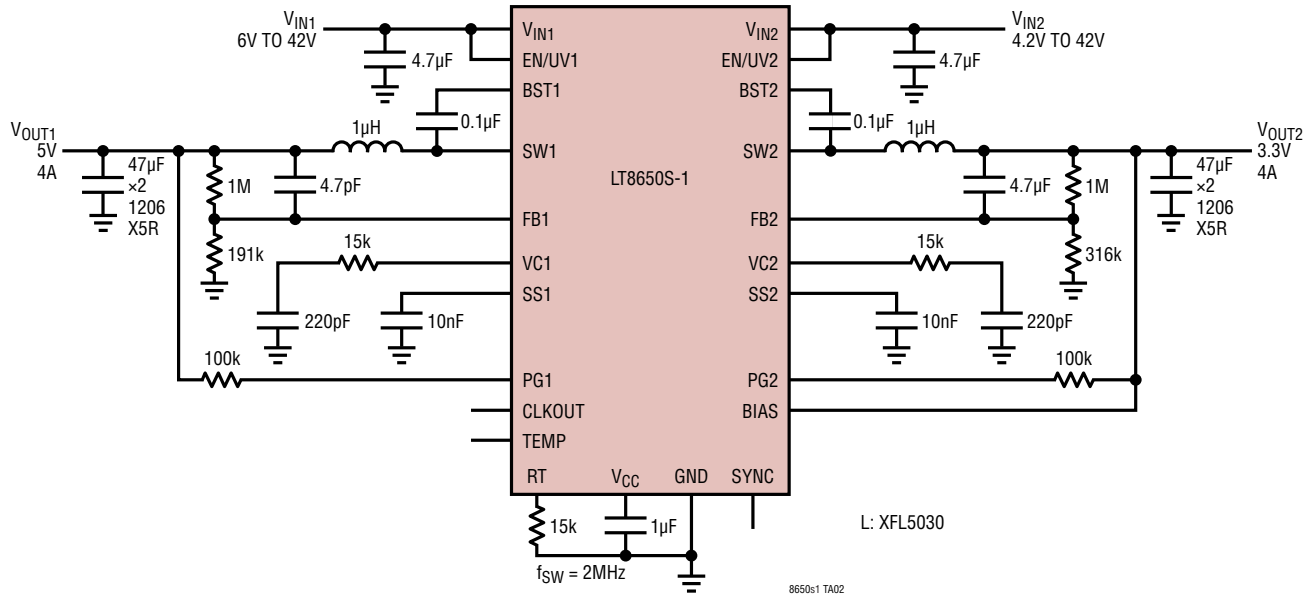 VIN1
6V TO 42V
4.7µF
VIN1
EN/UV1
BST1
0.1µF
1µH
SW1
VOUT1
5V
4A
47µF
×2
1206
X5R
1M
4.7pF
FB1
191k
15k
VC1
SS1
220pF
10nF
100k
PG1
CLKOUT
TEMP
LT8650S-1
RT
VCC
GND
SYNC
15k
1µF
fSW = 2MHz
VIN2
EN/UV2
BST2
SW2
FB2
VC2
SS2
PG2
BIAS
VIN2
4.2V TO 42V
4.7µF
0.1µF
1µH
VOUT2
3.3V
4A
4.7µF
1M
47µF
×2
1206
X5R
316k
15k
10nF
220pF
100k
L: XFL5030
8650s1 TA02